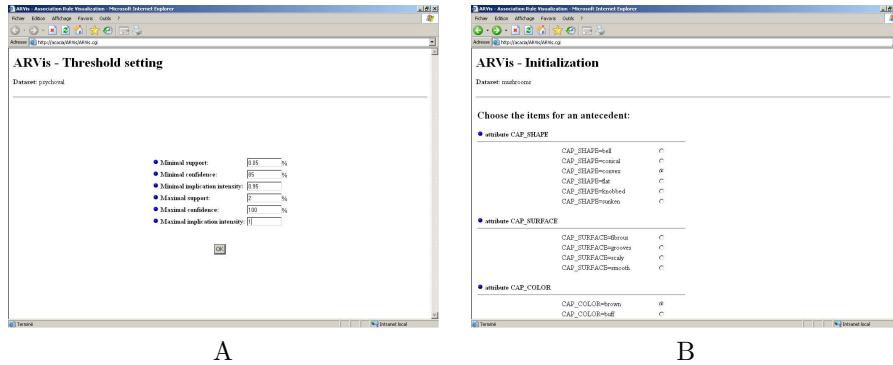 ARVis - Association Rule Visualization - Microsoft Internet Explorer
Fichier Edition Affichage Favoris Outils ?
Adresse http://acacia/ARVis/ARVis.cgi
ARVis - Threshold setting
Dataset: psychoval
Minimal support: 0.05 %
Minimal confidence: 85 %
Minimal implication intensity: 0.95
Maximal support: 2 %
Maximal confidence: 100 %
Maximal implication intensity: 1
OK
Terminé Intranet local
A
ARVis - Association Rule Visualization - Microsoft Internet Explorer
Fichier Edition Affichage Favoris Outils ?
Adresse http://acacia/ARVis/ARVis.cgi
ARVis - Initialization
Dataset: mushrooms
Choose the items for an antecedent:
attribute CAP_SHAPE
CAP_SHAPE=bell
CAP_SHAPE=conical
CAP_SHAPE=convex
CAP_SHAPE=flat
CAP_SHAPE=knobbed
CAP_SHAPE=sunken
attribute CAP_SURFACE
CAP_SURFACE=fibrous
CAP_SURFACE=grooves
CAP_SURFACE=scaly
CAP_SURFACE=smooth
attribute CAP_COLOR
CAP_COLOR=brown
CAP_COLOR=buff
Terminé Intranet local
B